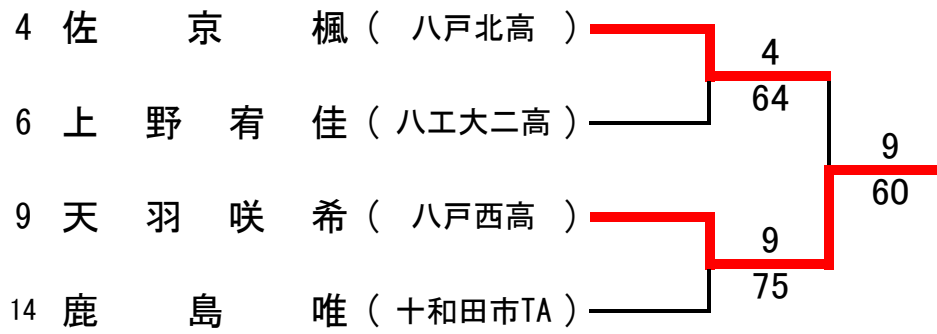 4 佐京楓 ( 八戸北高 )
4
64
6 上野宥佳 ( 八工大二高 )
9
60
9 天羽咲希 ( 八戸西高 )
9
75
14 鹿島唯 ( 十和田市TA )